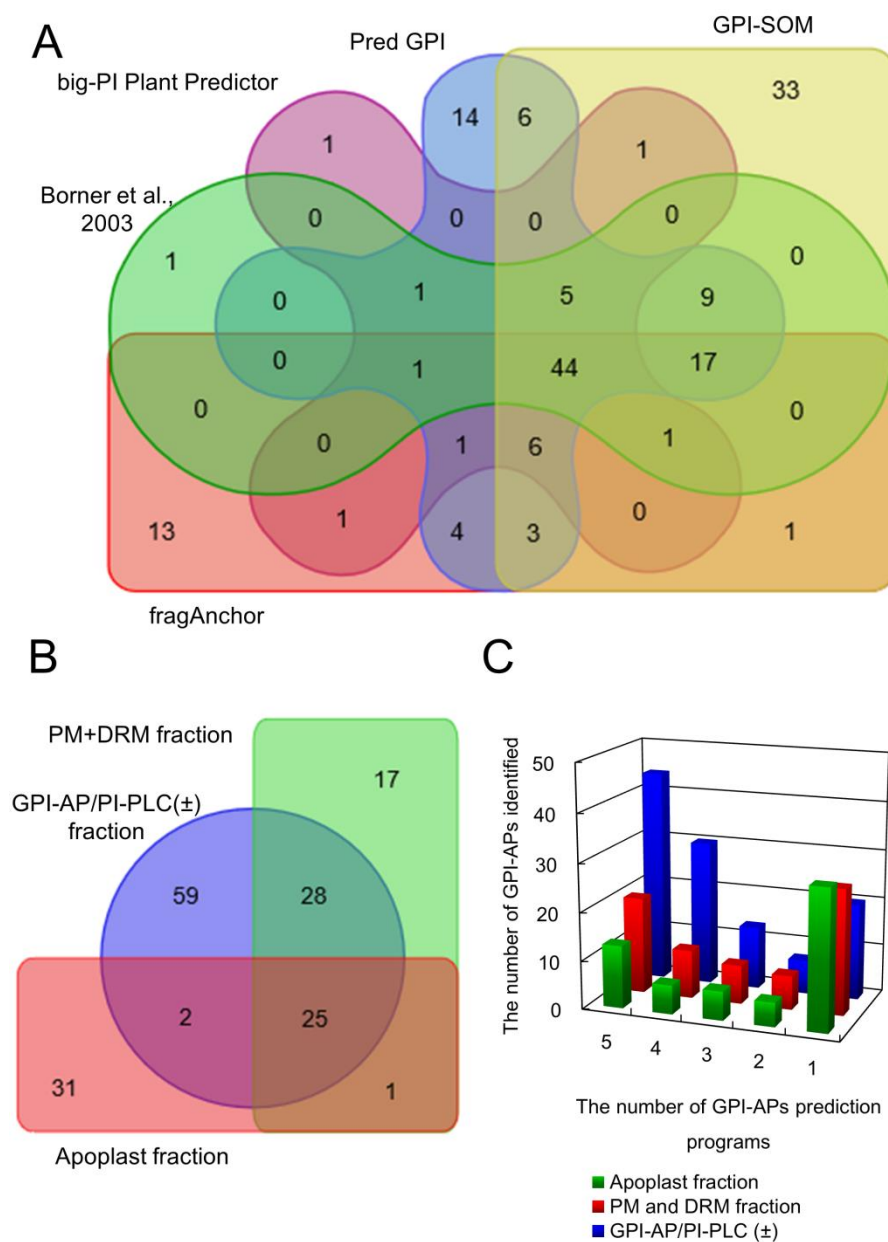 A
Pred GPI
GPI-SOM
big-PI Plant Predictor
33
14 6
1 1
Borner et al.,
2003
0 0 0 0
1 0
0 1 5 9
0 1 44 17
0 0
0 1 6 1
13 1 4 3 0 1
fragAnchor
B
PM+DRM fraction
17
GPI-AP/PI-PLC(±)
fraction
59 28
2 25
31 1
Apoplast fraction
C
The number of GPI-APs identified
50
40
30
20
10
0
5 4 3 2 1
The number of GPI-APs prediction
programs
Apoplast fraction
PM and DRM fraction
GPI-AP/PI-PLC (±)